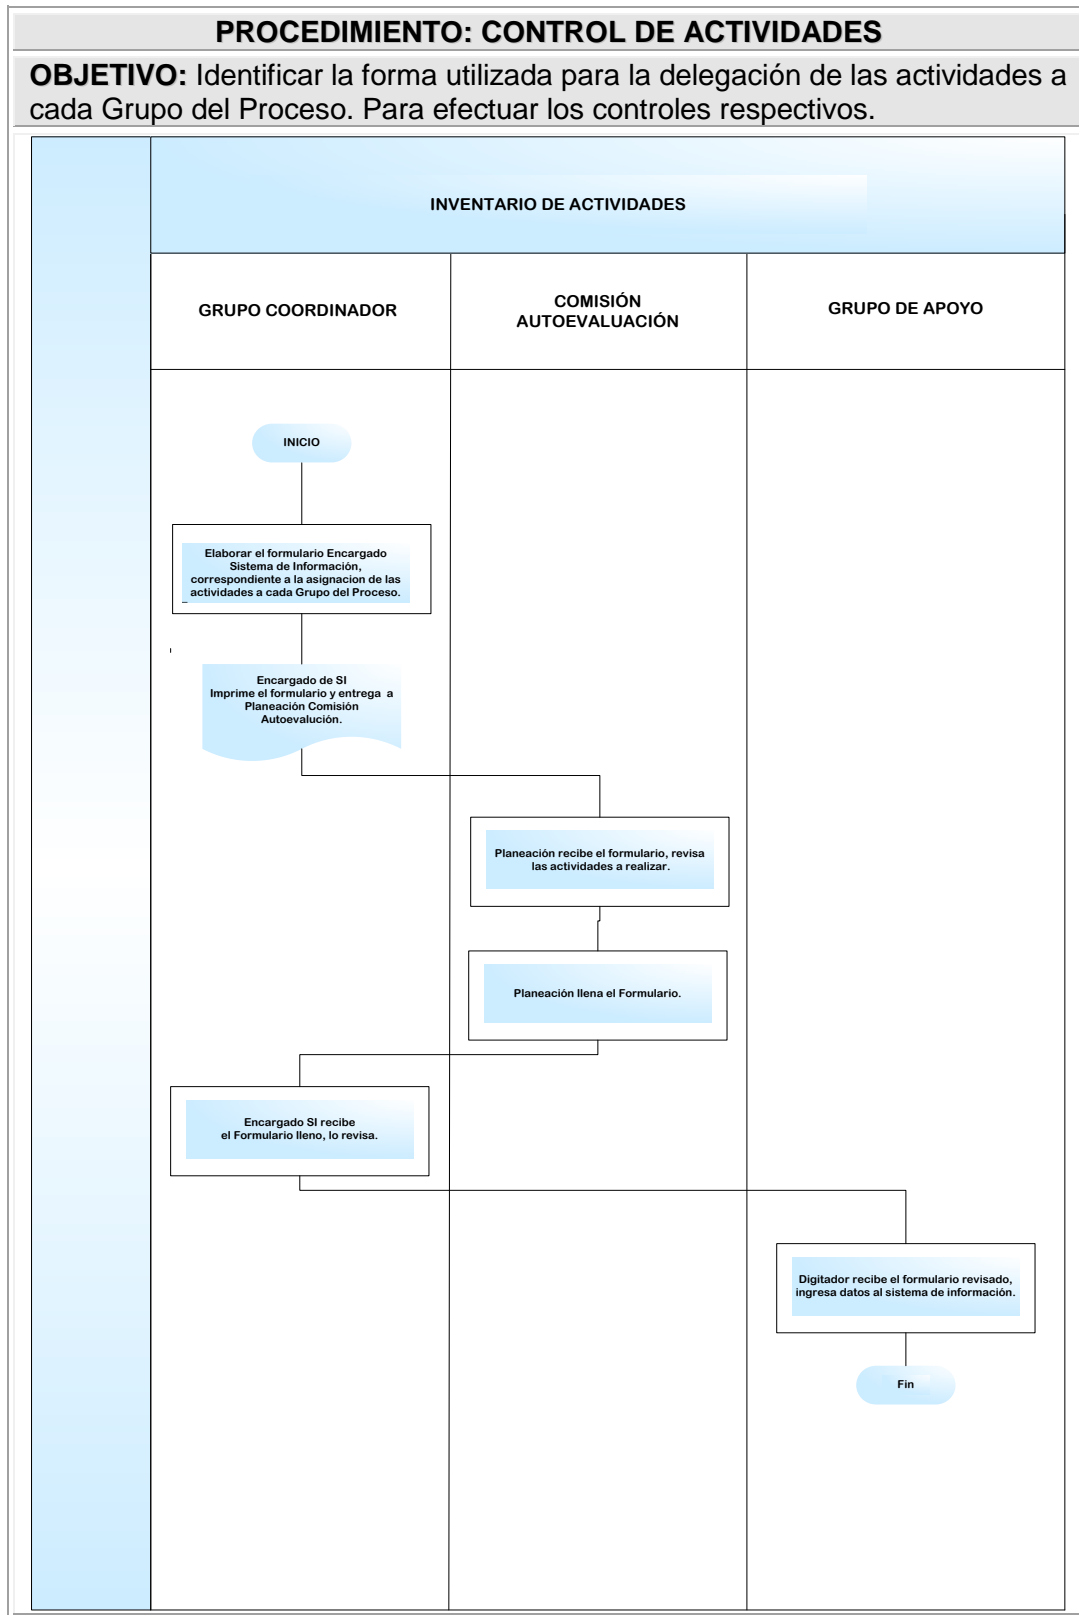 PROCEDIMIENTO: CONTROL DE ACTIVIDADES
OBJETIVO: Identificar la forma utilizada para la delegación de las actividades a
cada Grupo del Proceso. Para efectuar los controles respectivos.
INVENTARIO DE ACTIVIDADES
GRUPO COORDINADOR
COMISIÓN
AUTOEVALUACIÓN
GRUPO DE APOYO
INICIO
Elaborar el formulario Encargado
Sistema de Información,
correspondiente a la asignacion de las
actividades a cada Grupo del Proceso.
Encargado de SI
Imprime el formulario y entrega a
Planeación Comisión
Autoevalución.
Planeación recibe el formulario, revisa
las actividades a realizar.
Planeación llena el Formulario.
Encargado SI recibe
el Formulario lleno, lo revisa.
Digitador recibe el formulario revisado,
ingresa datos al sistema de información.
Fin